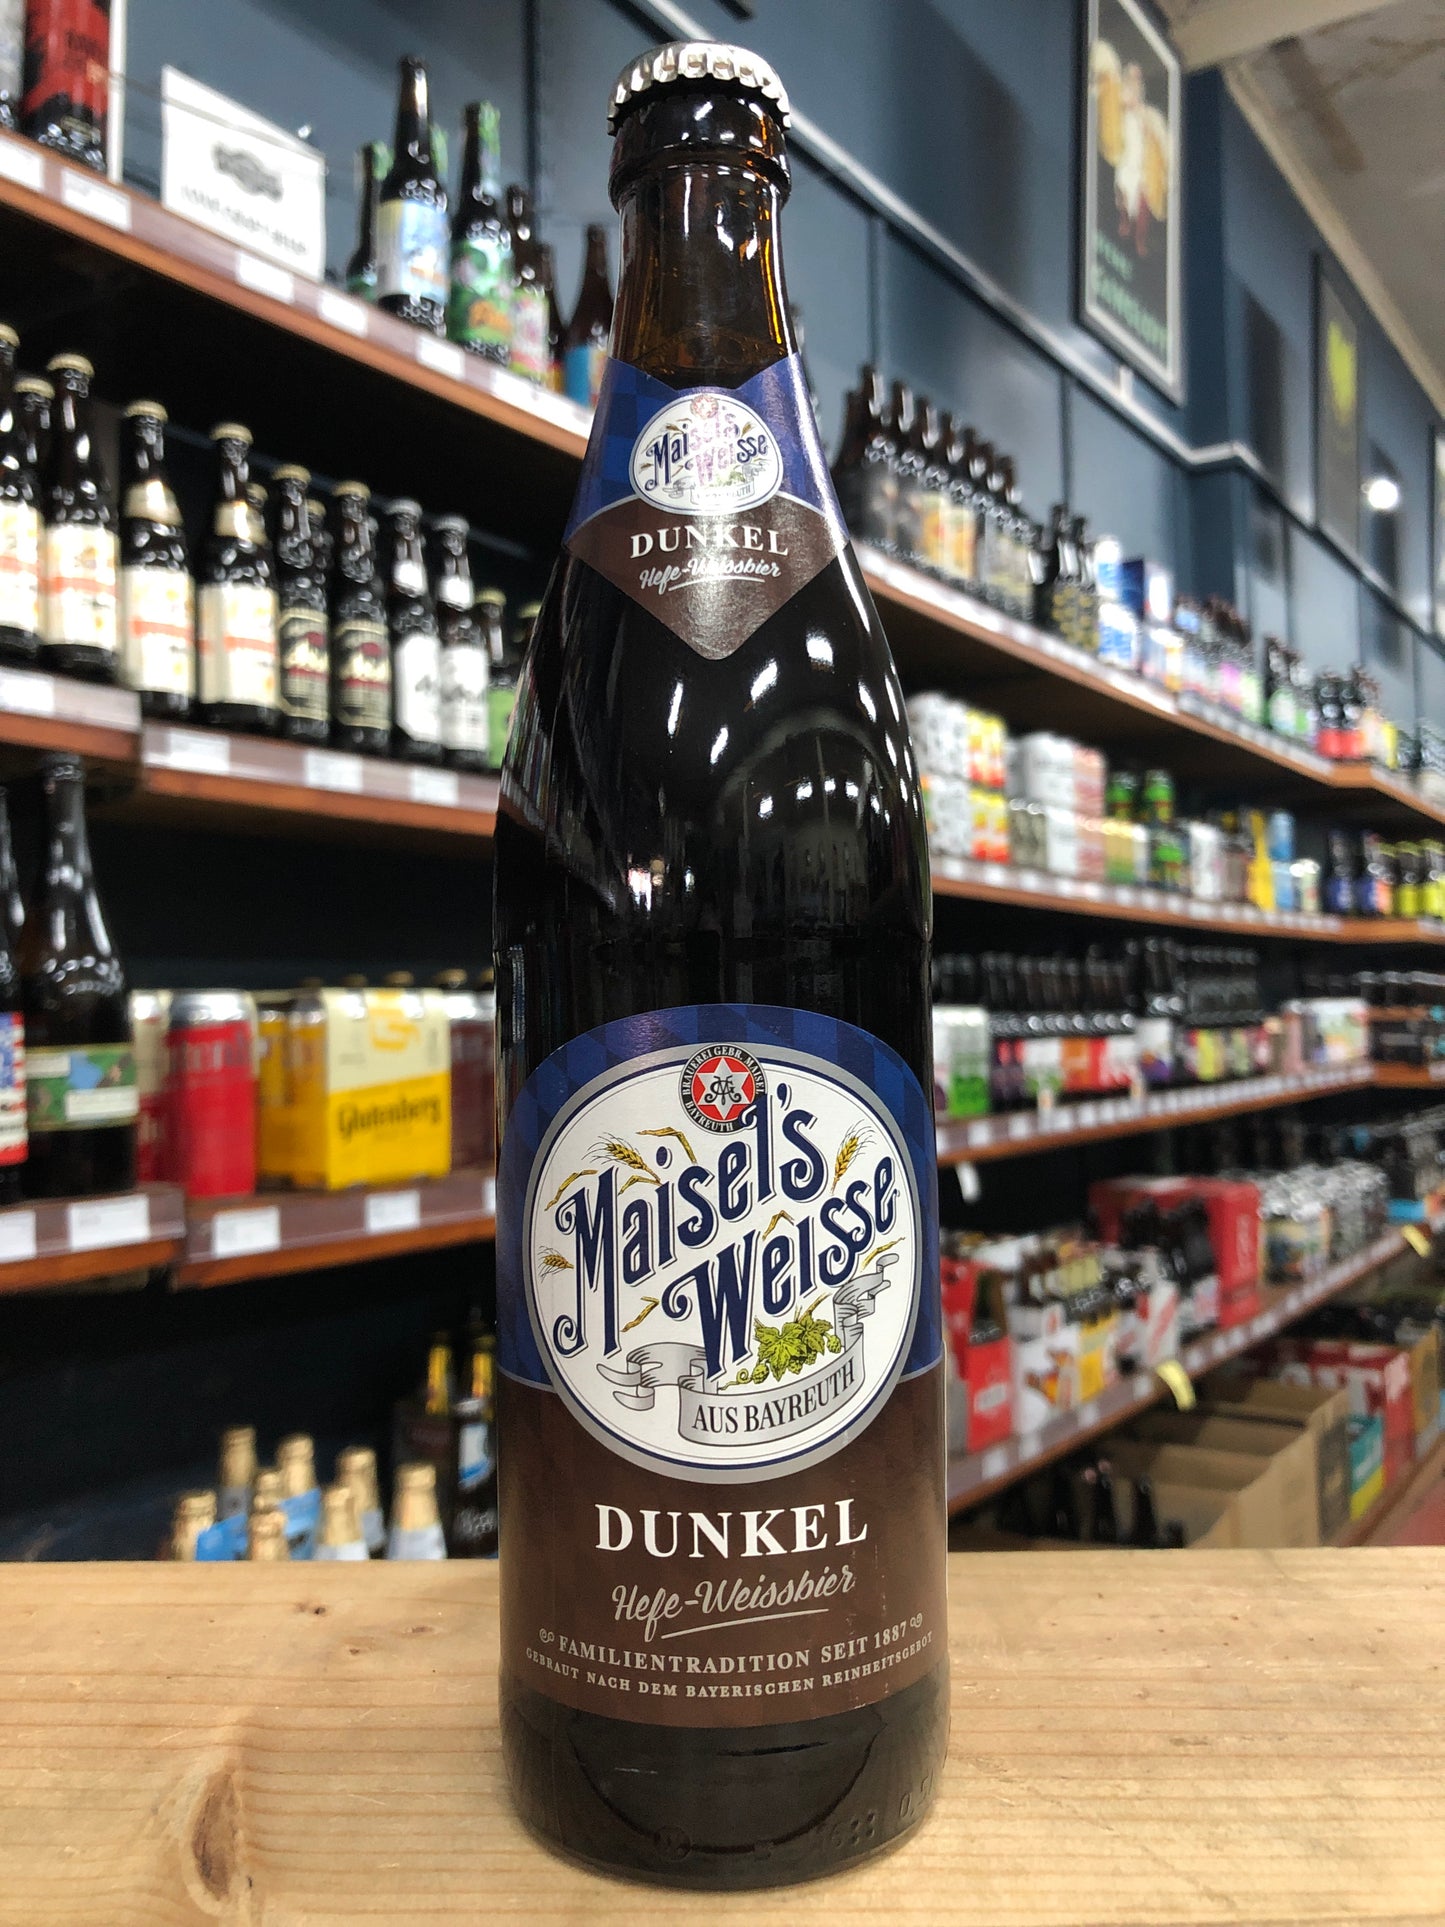 Maisel's
Weisse
DUNKEL
Hefe-Weissbier
BRAUEREI GEBR. MAISEL
BAYREUTH
Maisel's
Weisse
AUS BAYREUTH
DUNKEL
Hefe-Weissbier
FAMILIENTRADITION SEIT 1887
GEBRAUT NACH DEM BAYERISCHEN REINHEITSGEBOT
Glutenberg